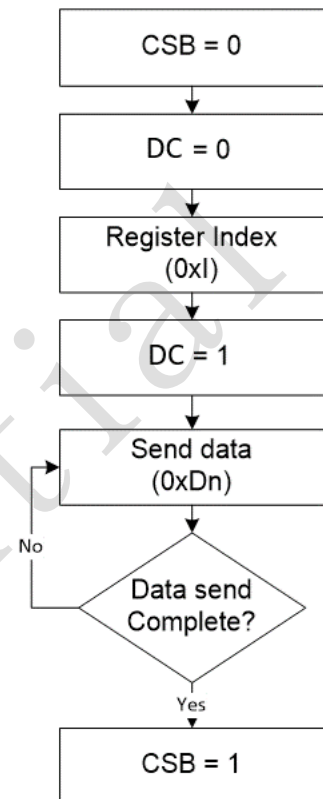 CSB = 0
DC = 0
Register Index
(0xI)
DC = 1
Send data
(0xDn)
No
Data send
Complete?
Yes
CSB = 1
tial